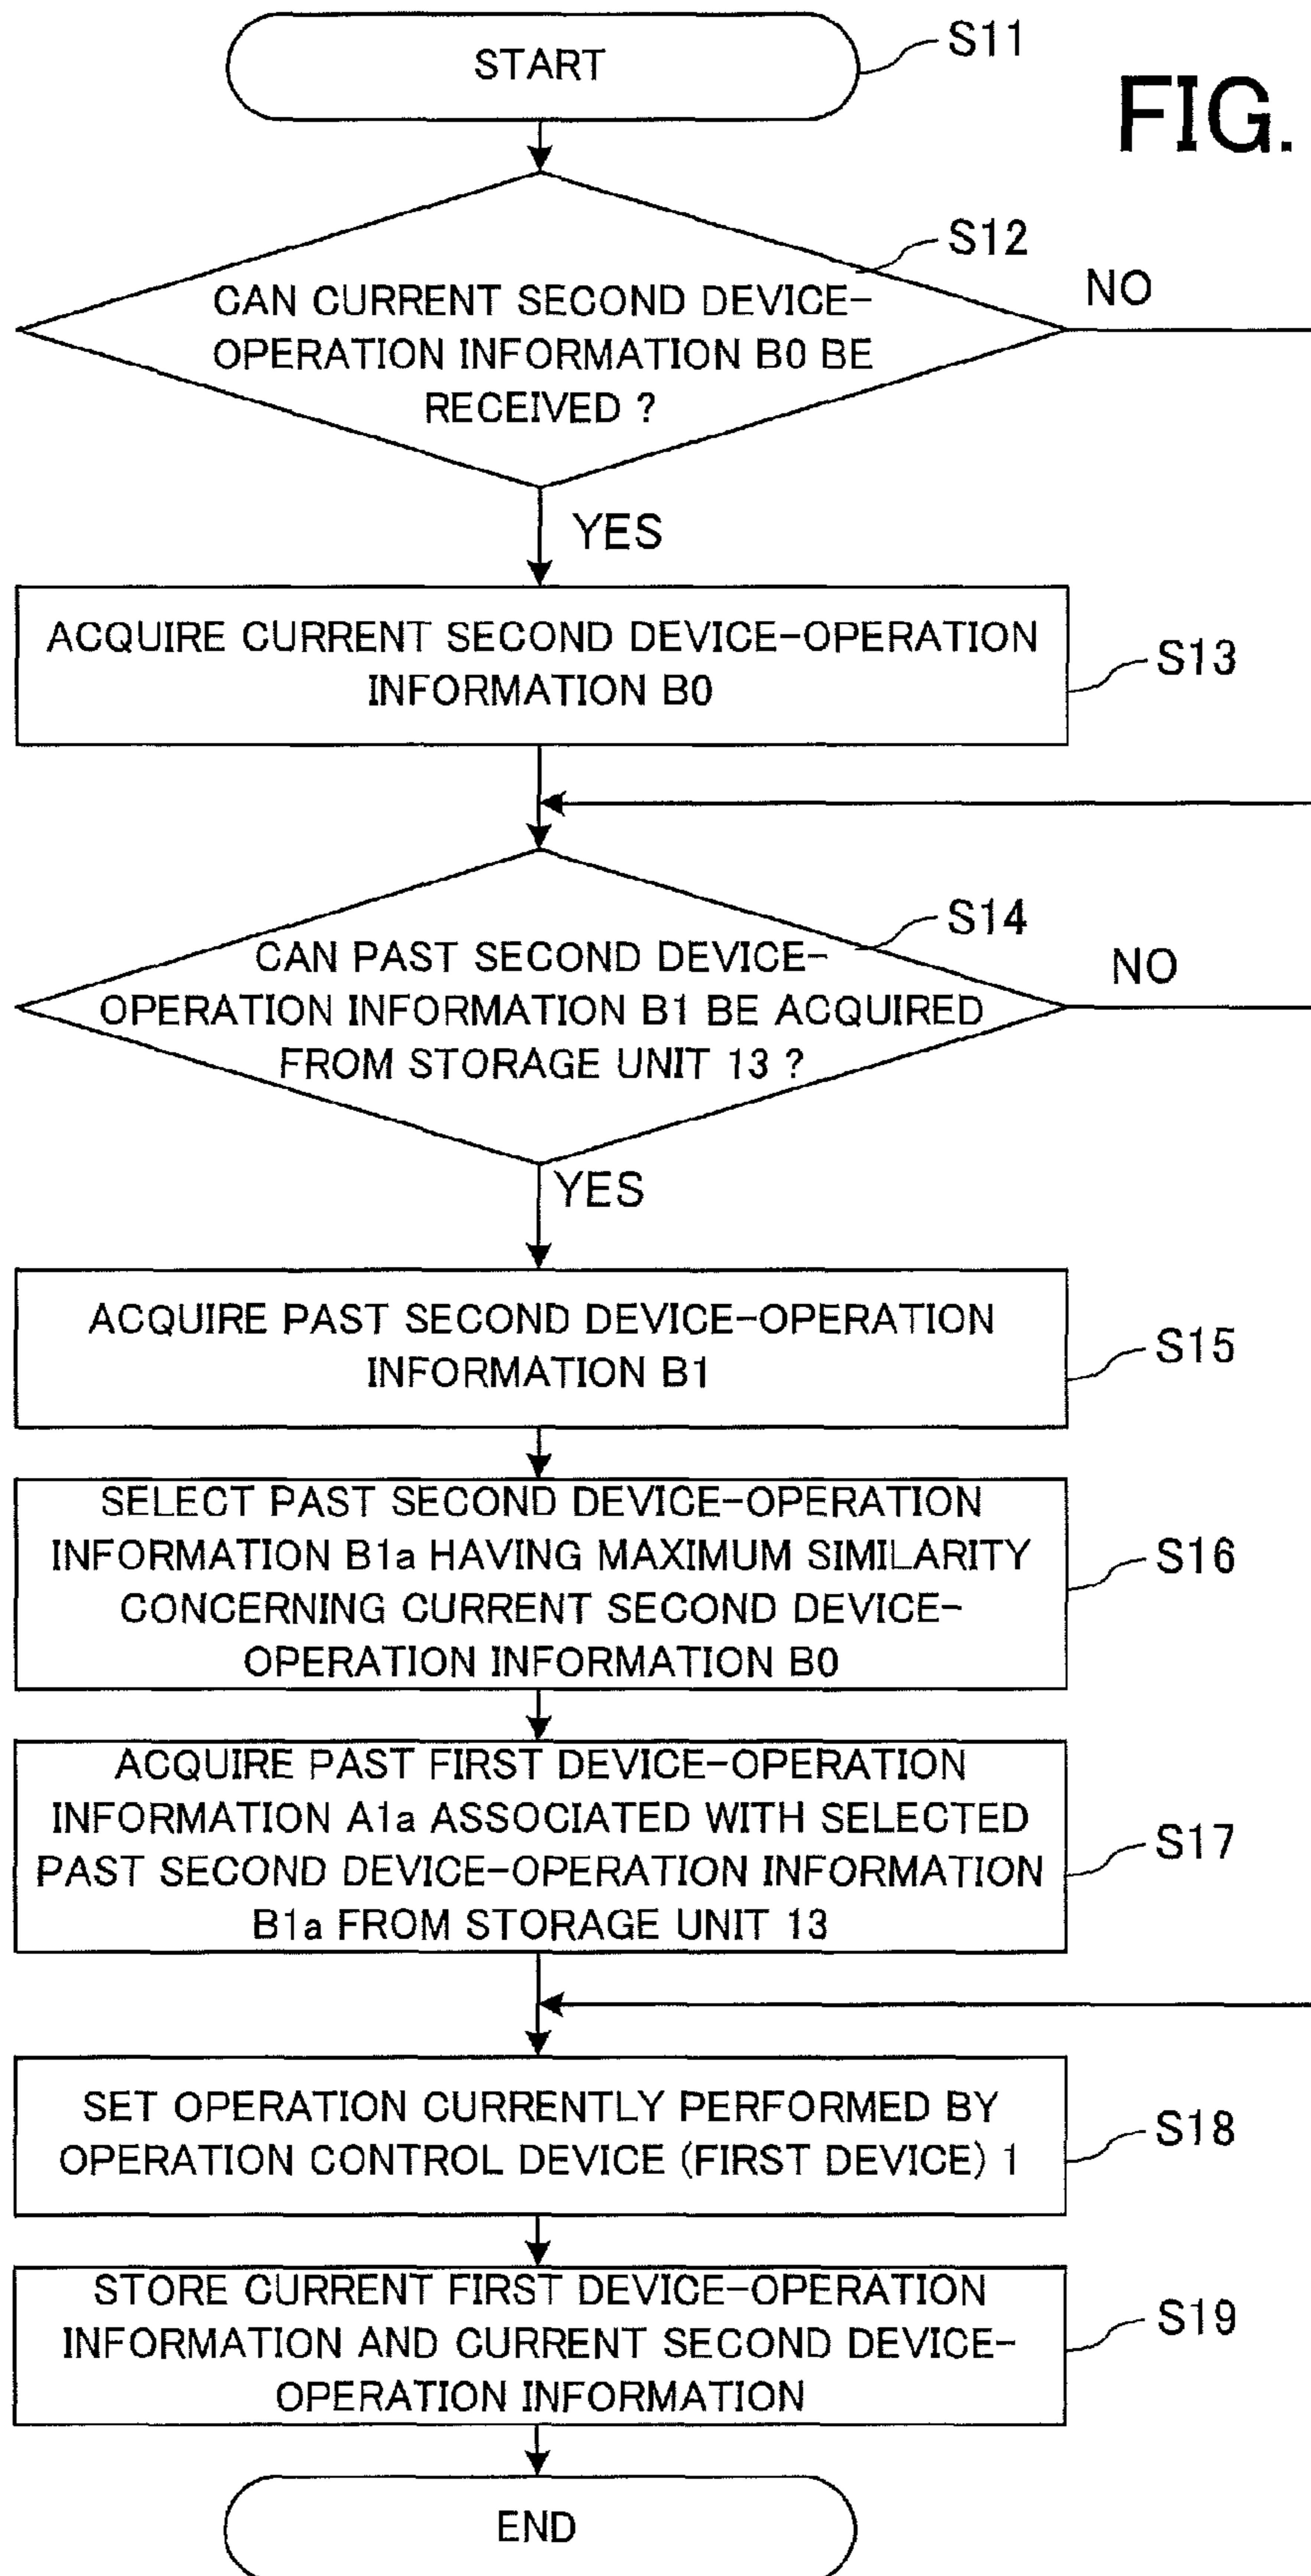 START
S11
FIG.
S12
NO
CAN CURRENT SECOND DEVICE-
OPERATION INFORMATION B0 BE
RECEIVED ?
YES
ACQUIRE CURRENT SECOND DEVICE-OPERATION
INFORMATION B0
S13
S14
NO
CAN PAST SECOND DEVICE-
OPERATION INFORMATION B1 BE ACQUIRED
FROM STORAGE UNIT 13 ?
YES
ACQUIRE PAST SECOND DEVICE-OPERATION
INFORMATION B1
S15
SELECT PAST SECOND DEVICE-OPERATION
INFORMATION B1a HAVING MAXIMUM SIMILARITY
CONCERNING CURRENT SECOND DEVICE-
OPERATION INFORMATION B0
S16
ACQUIRE PAST FIRST DEVICE-OPERATION
INFORMATION A1a ASSOCIATED WITH SELECTED
PAST SECOND DEVICE-OPERATION INFORMATION
B1a FROM STORAGE UNIT 13
S17
SET OPERATION CURRENTLY PERFORMED BY
OPERATION CONTROL DEVICE (FIRST DEVICE) 1
S18
STORE CURRENT FIRST DEVICE-OPERATION
INFORMATION AND CURRENT SECOND DEVICE-
OPERATION INFORMATION
S19
END